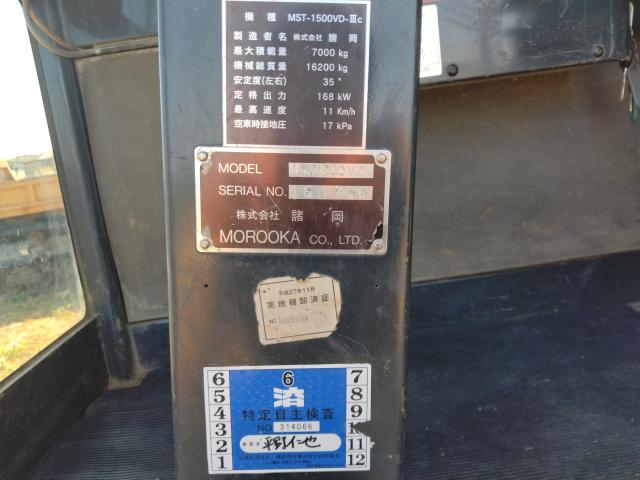 機種 MST-1500VD-Ⅲc
製造者名 株式会社 諸岡
最大積載量 7000 kg
機械総質量 16200 kg
安定度(左右) 35°
定格出力 168 kW
最高速度 11 Km/h
空車時接地圧 17 kPa
MODEL
SERIAL NO.
株式会社 諸岡
MOROOKA CO., LTD.
平成27年11月
実地棚卸済証
NO
6 6 7
5 済 8
4 特定自主検査 9
3 NO 314066
2 11
1 12